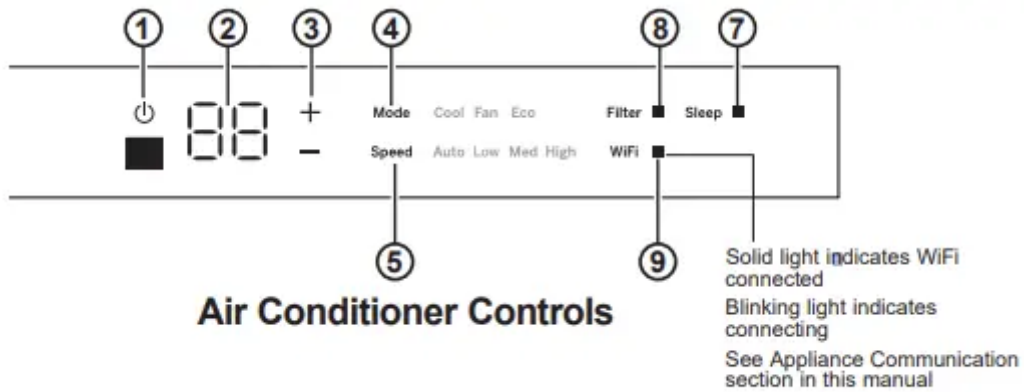 1 2 3 4 8 7
88 + Mode Cool Fan Eco Filter Sleep
− Speed Auto Low Med High WiFi
5 9
Solid light indicates WiFi
connected
Blinking light indicates
connecting
See Appliance Communication
section in this manual
Air Conditioner Controls